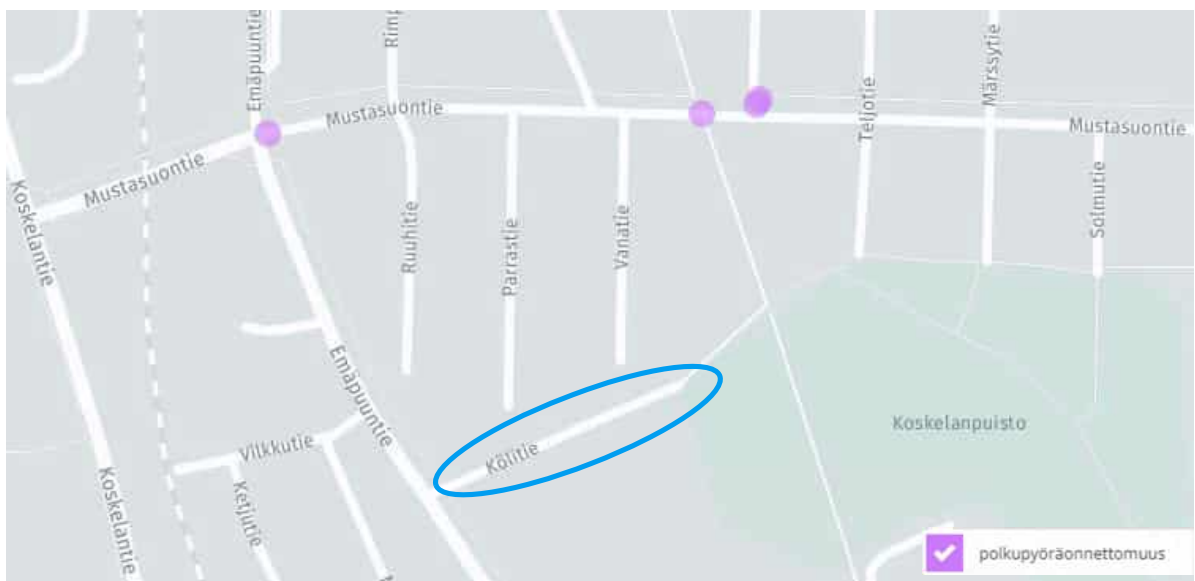 Emäpuuntie
Mustasuontie
Mustasuontie
Mustasuontie
Teljotie
Märssytie
Solmutie
Koskelantie
Ruuhitie
Parrastie
Vanatie
Emäpuuntie
Kölitie
Vilkkutie
Ketjutie
Koskelantie
Koskelanpuisto
polkupyöräonnettomuus